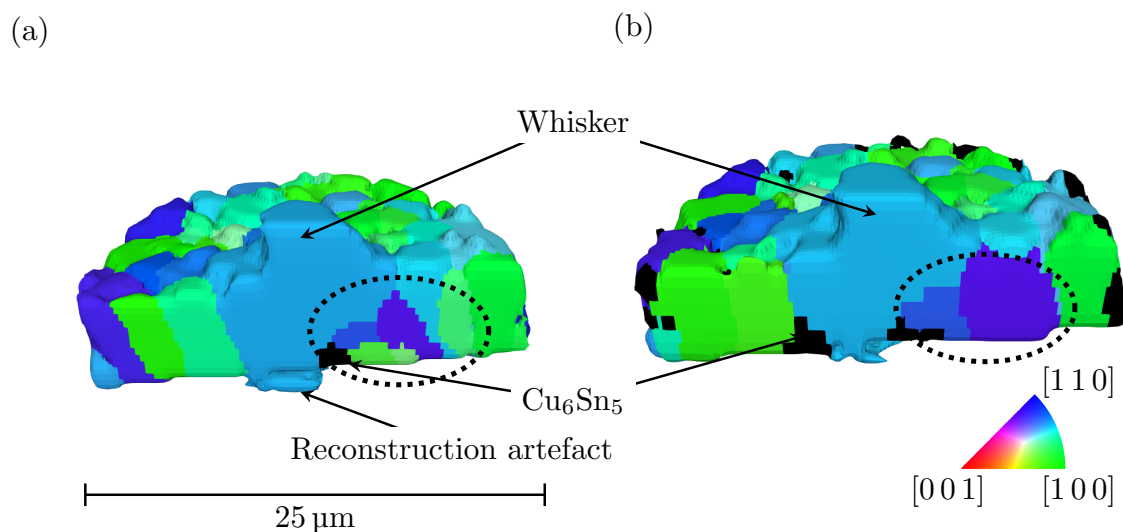 (a)
(b)
Whisker
Cu₆Sn₅
[1 1 0]
Reconstruction artefact
[0 0 1]
[1 0 0]
25 µm